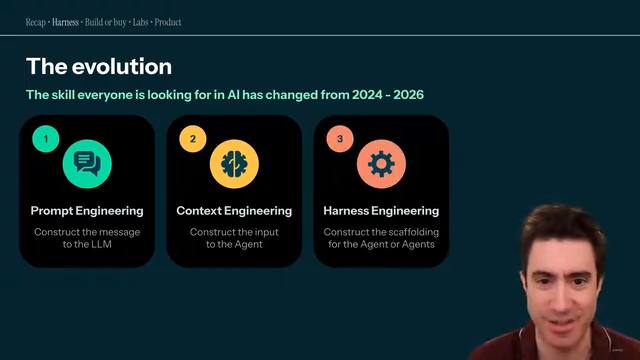 Recap • Harness • Build or buy • Labs • Product
The evolution
The skill everyone is looking for in AI has changed from 2024 - 2026
1
Prompt Engineering
Construct the message
to the LLM
2
Context Engineering
Construct the input
to the Agent
3
Harness Engineering
Construct the scaffolding
for the Agent or Agents